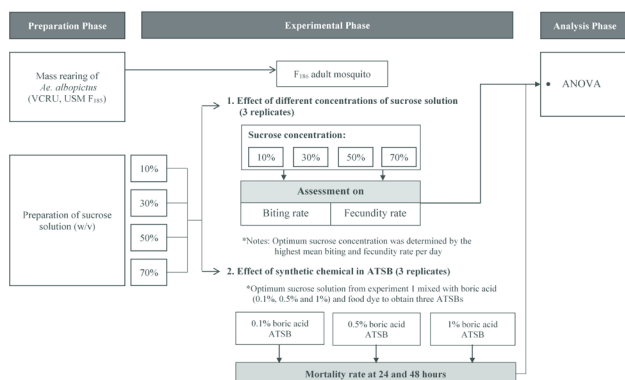 Preparation Phase
Experimental Phase
Analysis Phase
Mass rearing of
Ae. albopictus
(VCRU, USM F185)
F186 adult mosquito
• ANOVA
1. Effect of different concentrations of sucrose solution
(3 replicates)
Sucrose concentration:
10%
30%
50%
70%
Assessment on
Biting rate
Fecundity rate
*Notes: Optimum sucrose concentration was determined by the
highest mean biting and fecundity rate per day
Preparation of sucrose
solution (w/v)
10%
30%
50%
70%
2. Effect of synthetic chemical in ATSB (3 replicates)
*Optimum sucrose solution from experiment 1 mixed with boric acid
(0.1%, 0.5% and 1%) and food dye to obtain three ATSBs
0.1% boric acid
ATSB
0.5% boric acid
ATSB
1% boric acid
ATSB
Mortality rate at 24 and 48 hours